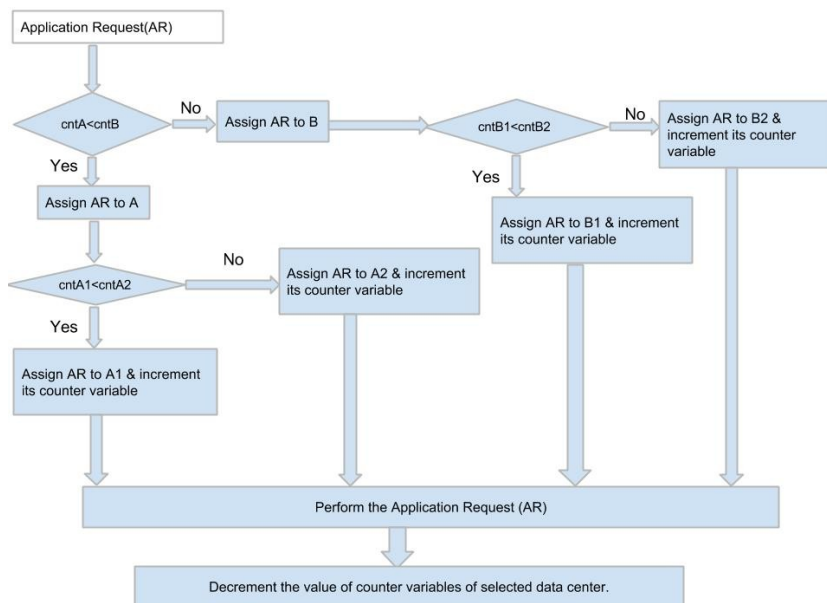 Application Request(AR)
cntA<cntB
No
Assign AR to B
cntB1<cntB2
No
Assign AR to B2 &
increment its counter
variable
Yes
Assign AR to A
Yes
Assign AR to B1 & increment
its counter variable
cntA1<cntA2
No
Assign AR to A2 & increment
its counter variable
Yes
Assign AR to A1 & increment
its counter variable
Perform the Application Request (AR)
Decrement the value of counter variables of selected data center.